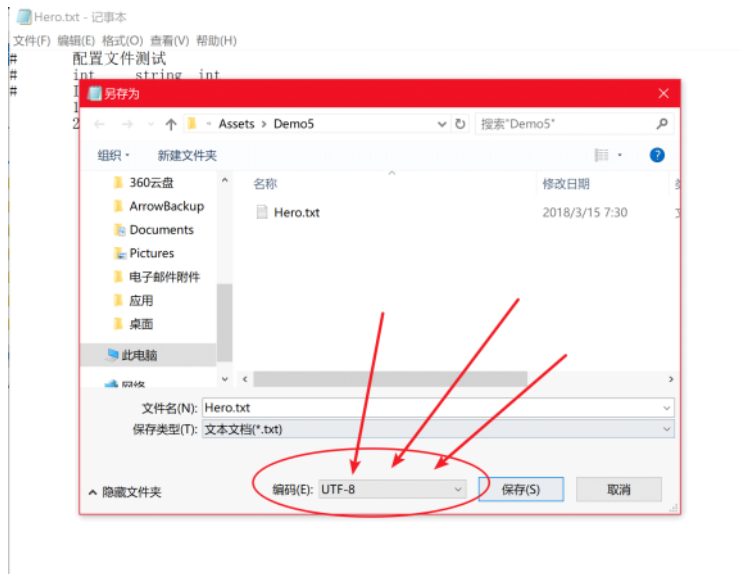 Hero.txt - 记事本
文件(F) 编辑(E) 格式(O) 查看(V) 帮助(H)
# 配置文件测试
# int string int
#
另存为
Assets > Demo5
搜索"Demo5"
组织
新建文件夹
名称
修改日期
360云盘
ArrowBackup
Hero.txt
2018/3/15 7:30
Documents
Pictures
电子邮件附件
应用
桌面
此电脑
网络
文件名(N): Hero.txt
保存类型(T): 文本文档(*.txt)
隐藏文件夹
编码(E): UTF-8
保存(S)
取消